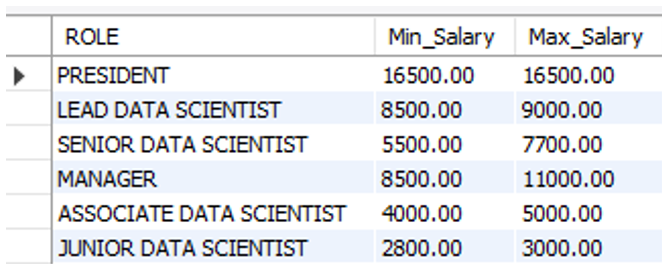 ROLE Min_Salary Max_Salary
PRESIDENT 16500.00 16500.00
LEAD DATA SCIENTIST 8500.00 9000.00
SENIOR DATA SCIENTIST 5500.00 7700.00
MANAGER 8500.00 11000.00
ASSOCIATE DATA SCIENTIST 4000.00 5000.00
JUNIOR DATA SCIENTIST 2800.00 3000.00